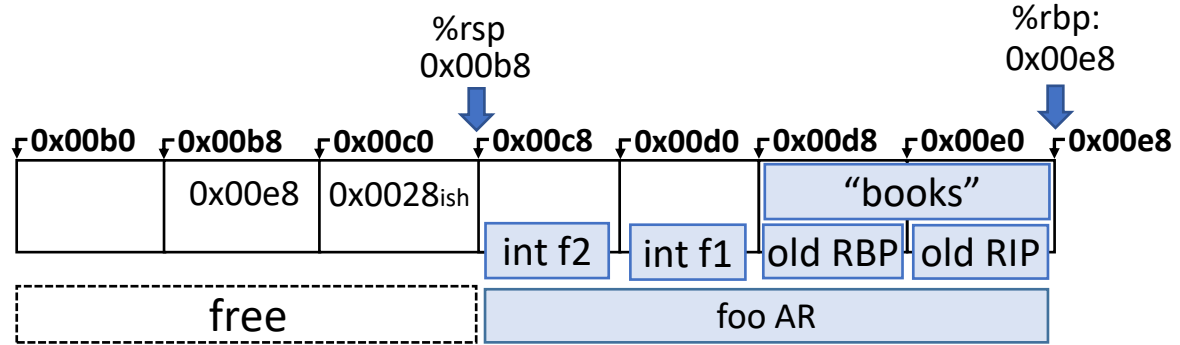 %rsp
0x00b8
%rbp:
0x00e8
0x00b0 0x00b8 0x00c0 0x00c8 0x00d0 0x00d8 0x00e0 0x00e8
0x00e8 0x0028ish “books”
int f2 int f1 old RBP old RIP
free foo AR